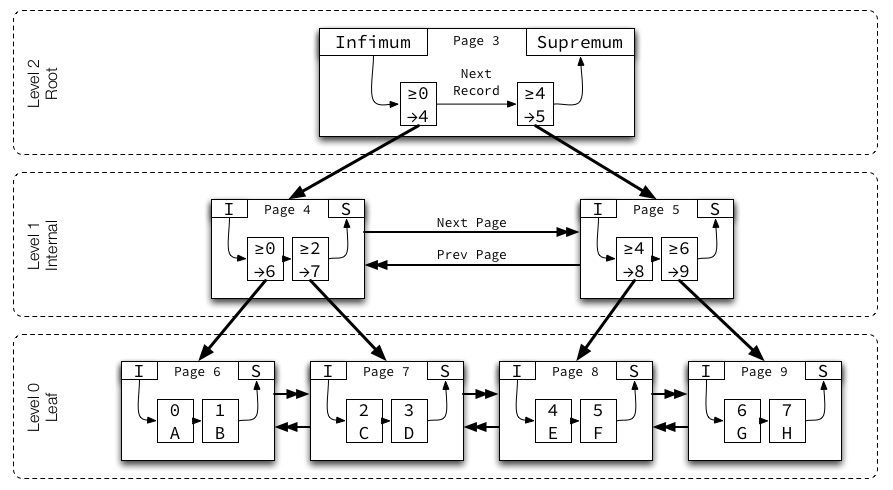 Level 2
Root
Infimum
Page 3
Supremum
Next
Record
≥0
→4
≥4
→5
Level 1
Internal
I
Page 4
S
≥0
→6
≥2
→7
Next Page
Prev Page
I
Page 5
S
≥4
→8
≥6
→9
Level 0
Leaf
I
Page 6
S
0
A
1
B
I
Page 7
S
2
C
3
D
I
Page 8
S
4
E
5
F
I
Page 9
S
6
G
7
H